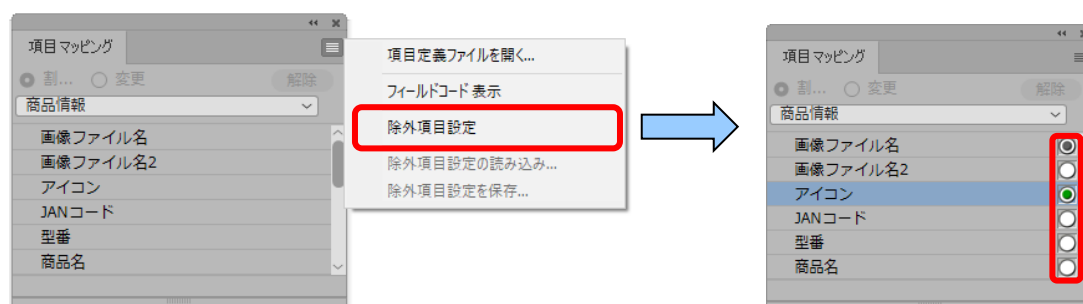 項目マッピング
割... 変更 解除
商品情報
画像ファイル名
画像ファイル名2
アイコン
JANコード
型番
商品名
項目定義ファイルを開く...
フィールドコード 表示
除外項目設定
除外項目設定の読み込み...
除外項目設定を保存...
項目マッピング
割... 変更 解除
商品情報
画像ファイル名
画像ファイル名2
アイコン
JANコード
型番
商品名